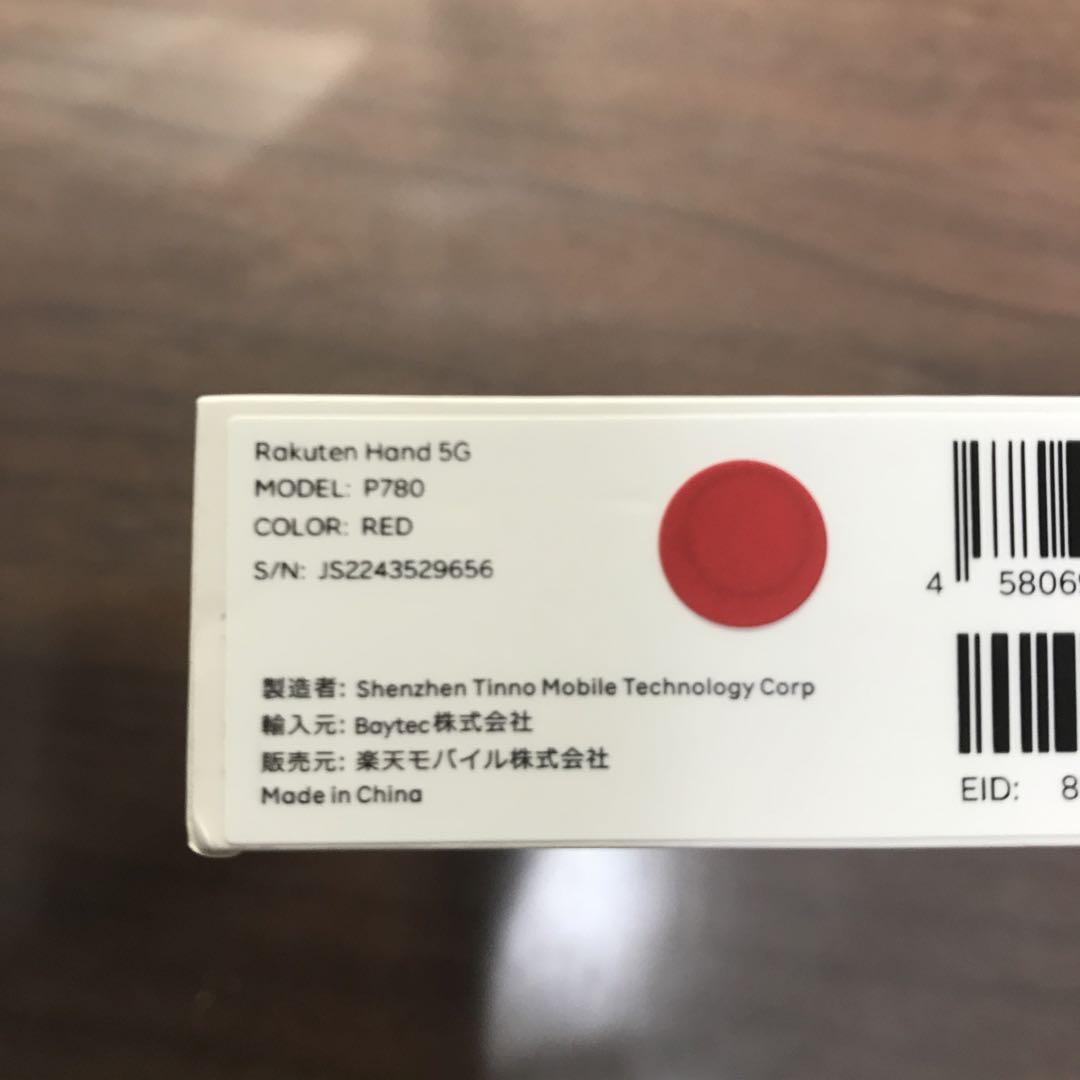 Rakuten Hand 5G
MODEL: P780
COLOR: RED
S/N: JS2243529656
製造者: Shenzhen Tinno Mobile Technology Corp
輸入元: Baytec株式会社
販売元: 楽天モバイル株式会社
Made in China
4 58069
EID: 8